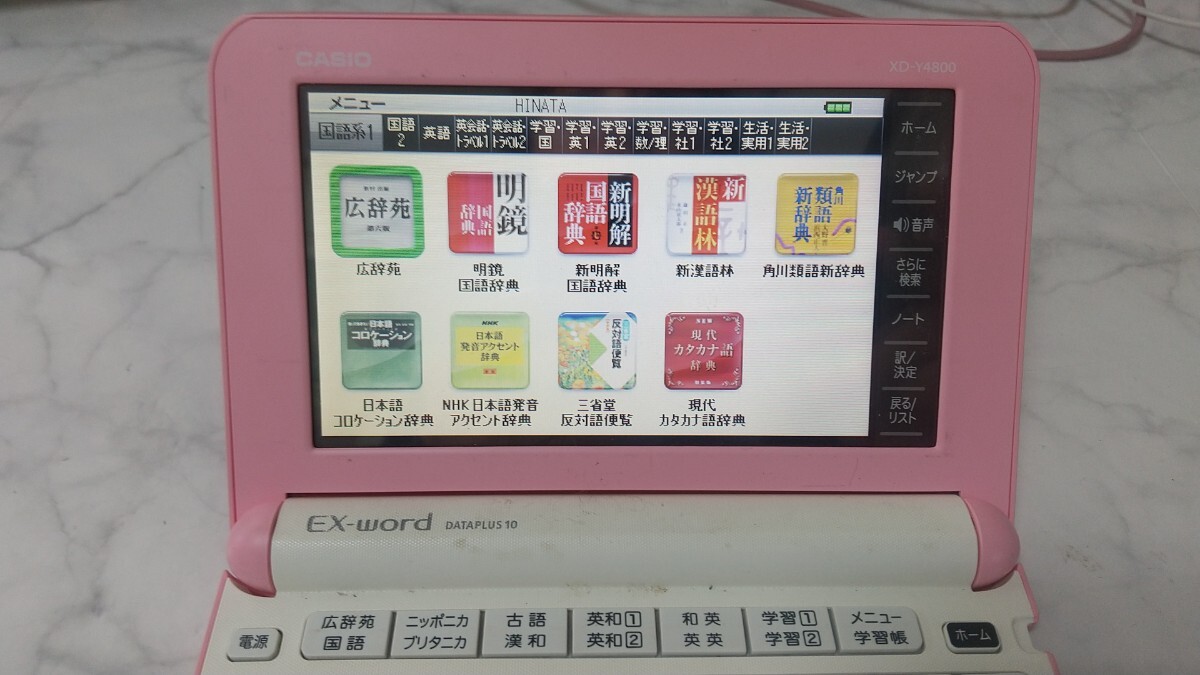 CASIO
XD-Y4800
メニュー HINATA
国語系1
国語
2
英語
英会話・
トラベル1
英会話・
トラベル2
学習・
国
学習・
英1
学習・
英2
学習・
数/理
学習・
社1
学習・
社2
生活・
実用1
生活・
実用2
広辞苑
第六版
広辞苑
明鏡
国語
辞典
明鏡
国語辞典
新明解
国語
辞典
新明解
国語辞典
新
漢語林
新漢語林
角川
類語
新辞典
角川類語新辞典
日本語
コロケーション
辞典
日本語
コロケーション辞典
NHK
日本語
発音アクセント
辞典
NHK日本語発音
アクセント辞典
反対語便覧
三省堂
反対語便覧
現代
カタカナ語
辞典
現代
カタカナ語辞典
ホーム
ジャンプ
音声
さらに
検索
ノート
訳/
決定
戻る/
リスト
EX-word DATAPLUS 10
電源
広辞苑
国語
ニッポニカ
ブリタニカ
古語
漢和
英和1
英和2
和英
英英
学習1
学習2
メニュー
学習帳
ホーム